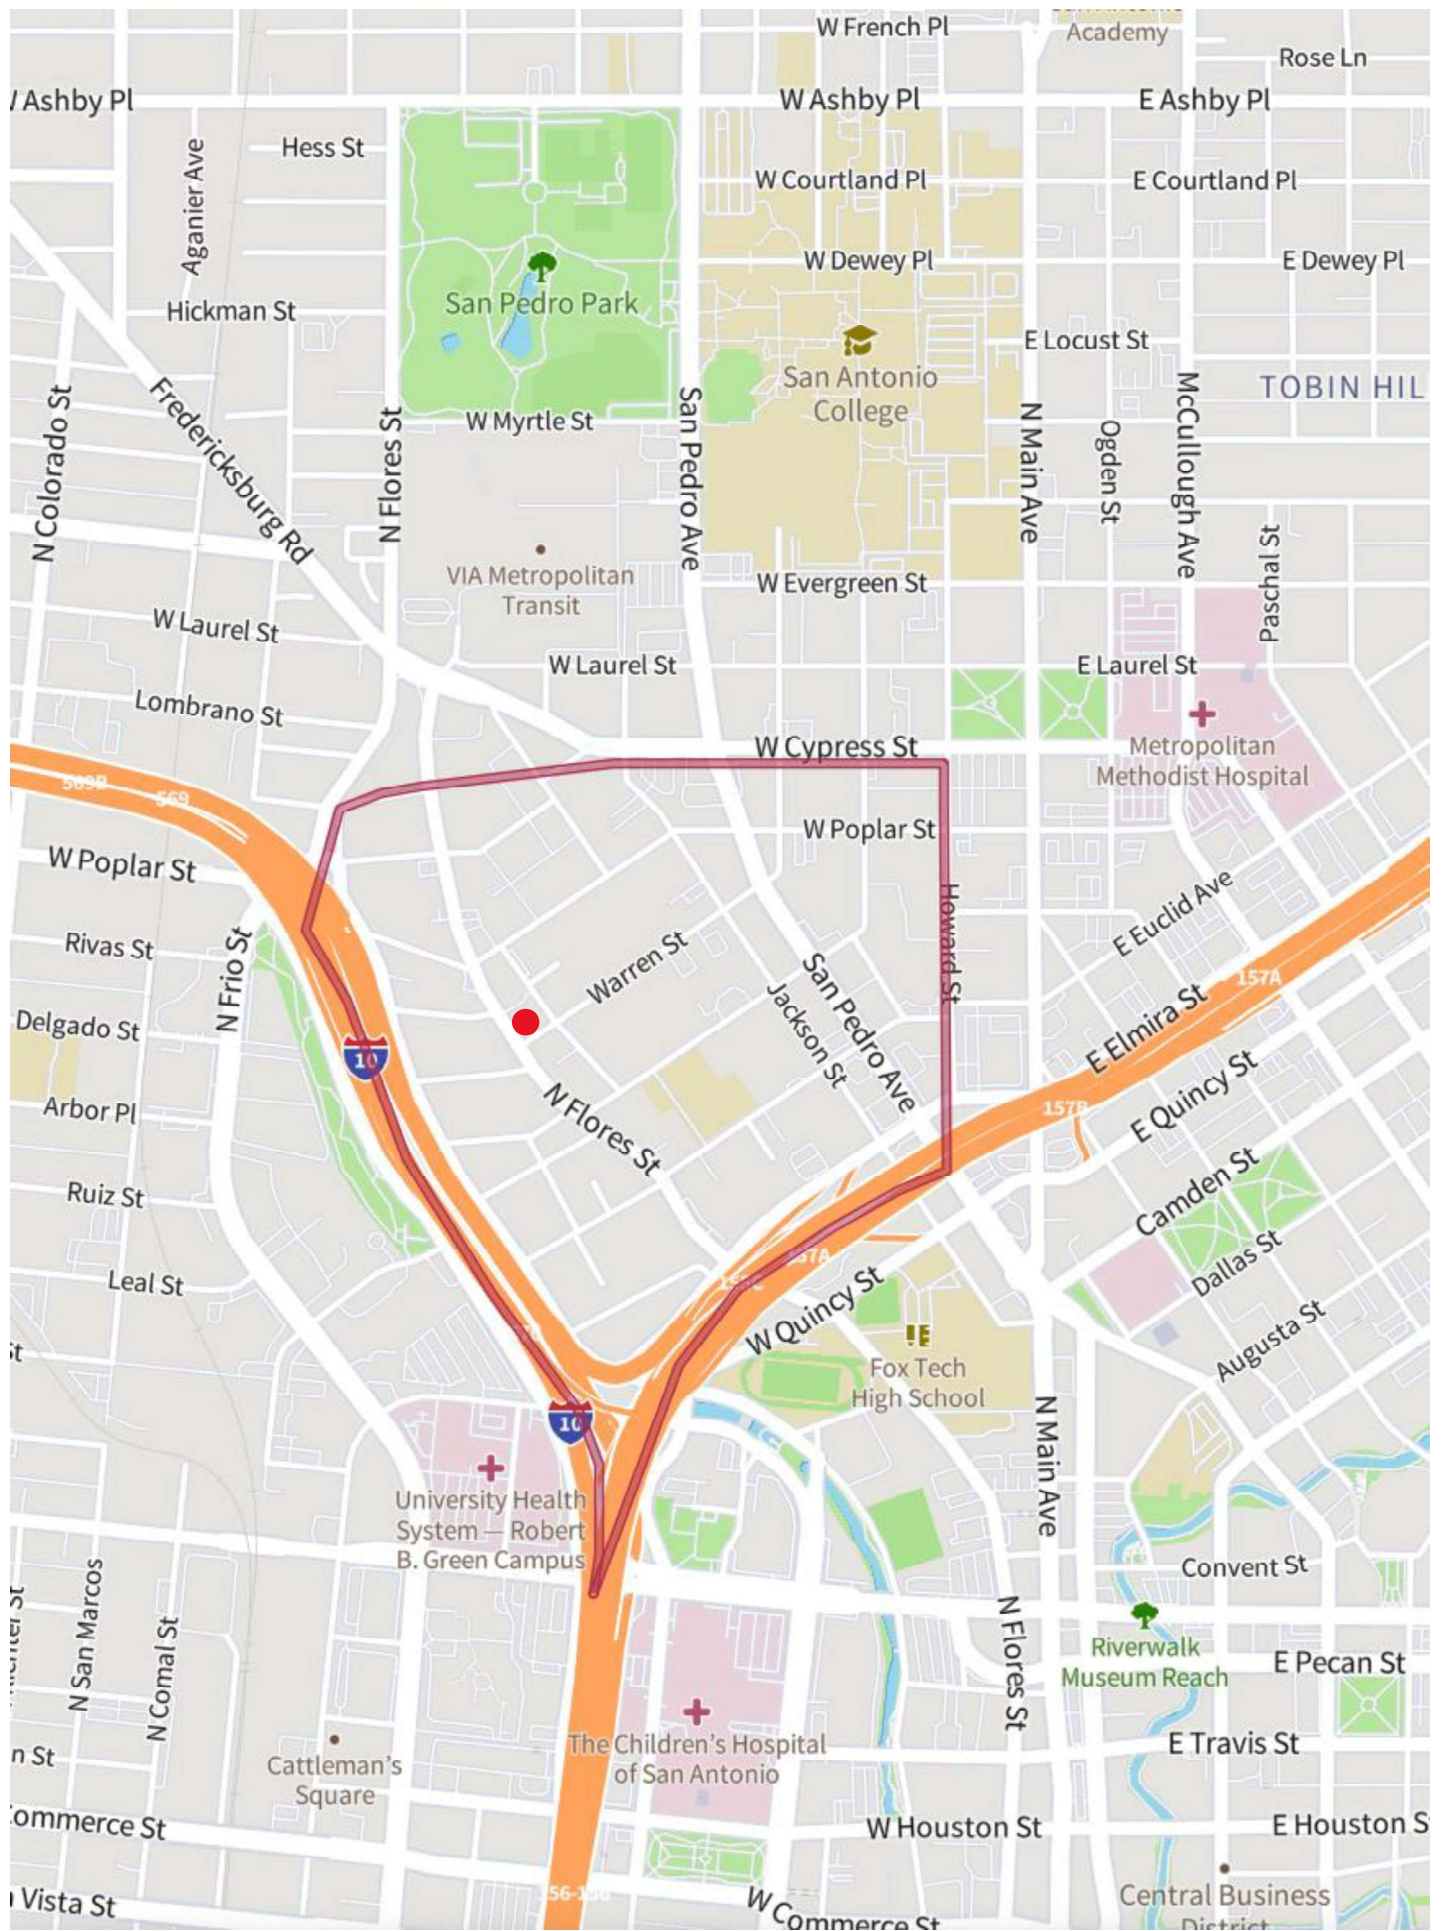 W French Pl
Academy
Rose Ln
Ashby Pl
W Ashby Pl
E Ashby Pl
Hess St
Aganier Ave
W Courtland Pl
E Courtland Pl
W Dewey Pl
E Dewey Pl
San Pedro Park
Hickman St
E Locust St
San Antonio
College
TOBIN HIL
N Colorado St
Fredericksburg Rd
N Flores St
W Myrtle St
San Pedro Ave
N Main Ave
Ogden St
McCullough Ave
Paschal St
VIA Metropolitan
Transit
W Evergreen St
W Laurel St
W Laurel St
E Laurel St
Lombrano St
W Cypress St
Metropolitan
Methodist Hospital
569B
569
W Poplar St
W Poplar St
Howard St
E Euclid Ave
Rivas St
N Frio St
Warren St
San Pedro Ave
Jackson St
157A
Delgado St
10
E Elmira St
E Quincy St
Arbor Pl
N Flores St
157B
Camden St
Ruiz St
Leal St
57A
W Quincy St
Dallas St
Augusta St
St
Fox Tech
High School
10
N Main Ave
University Health
System — Robert
B. Green Campus
Convent St
N San Marcos
N Comal St
N Flores St
Riverwalk
Museum Reach
E Pecan St
n St
Cattleman's
Square
The Children's Hospital
of San Antonio
E Travis St
ommerce St
W Houston St
E Houston S
Vista St
W Commerce St
Central Business
District